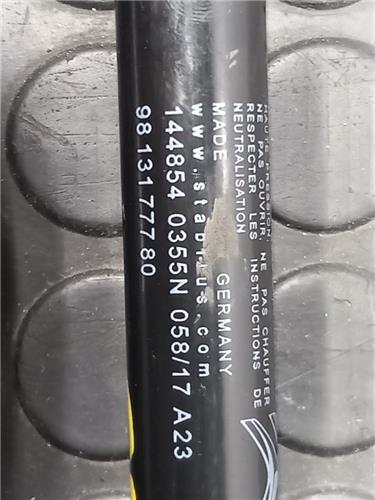 HAUTE PRESSION,
NE PAS OUVRIR, NE PAS CHAUFFER
RESPECTER LES INSTRUCTIONS DE
NEUTRALISATION
MADE GERMANY
www.stabilus.com
144854 0355N 058/17 A23
98 131 777 80